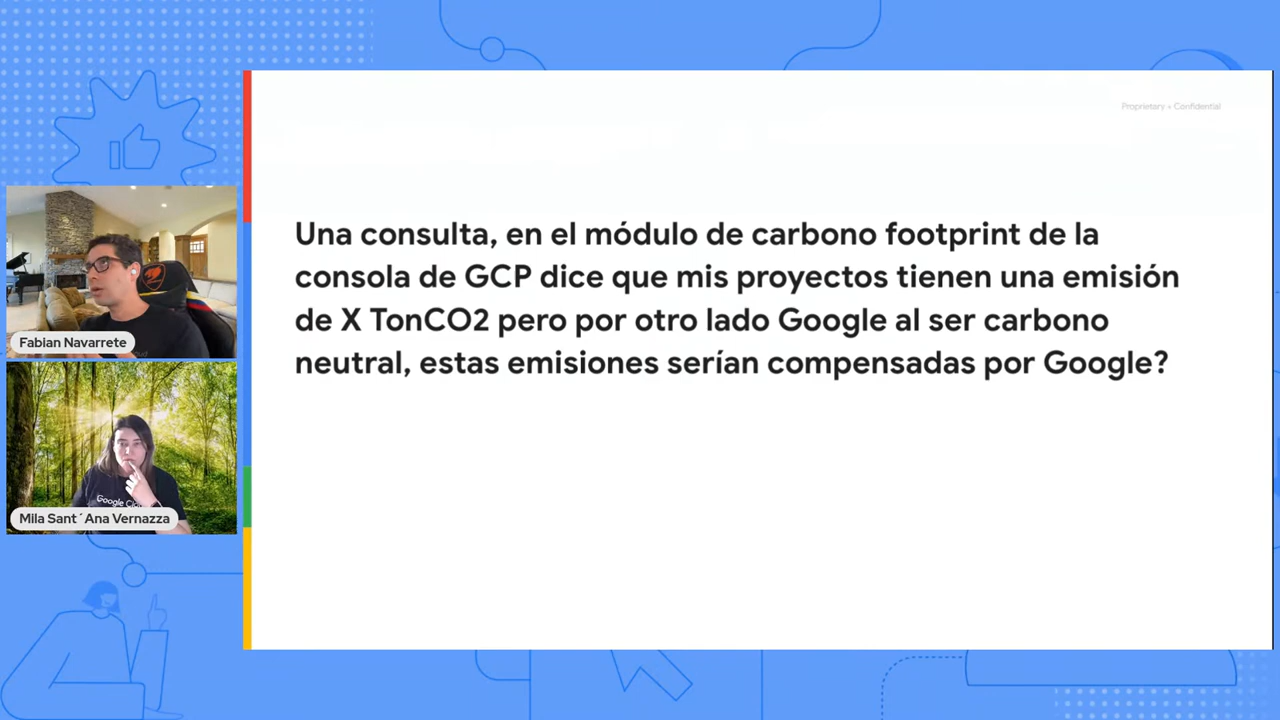 Proprietary + Confidential
Una consulta, en el módulo de carbono footprint de la
consola de GCP dice que mis proyectos tienen una emisión
de X TonCO2 pero por otro lado Google al ser carbono
neutral, estas emisiones serían compensadas por Google?
Fabian Navarrete
Google Clo
Mila Sant´Ana Vernazza